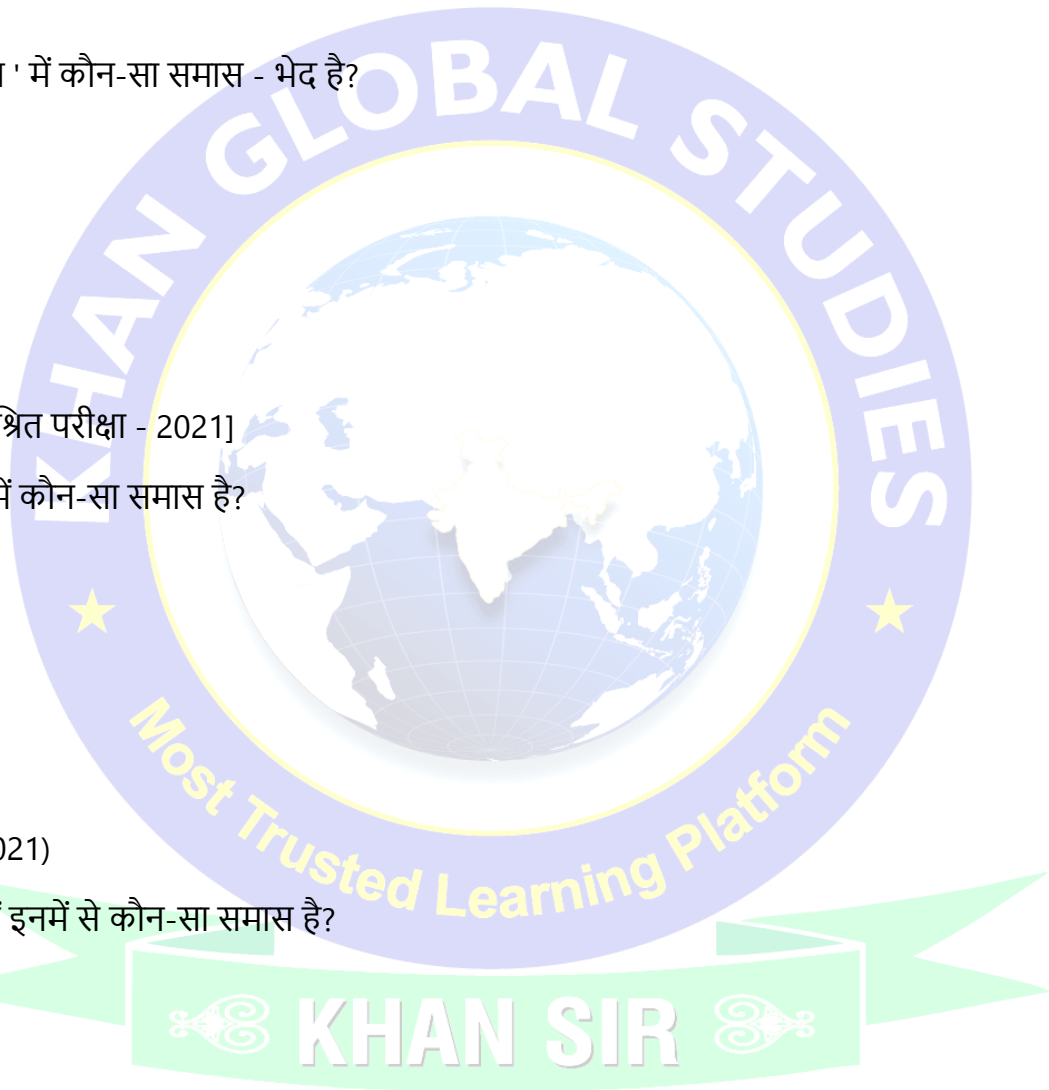 ' में कौन-सा समास - भेद है?
KHAN GLOBAL STUDIES
श्रित परीक्षा - 2021]
में कौन-सा समास है?
Most Trusted Learning Platform
021)
इनमें से कौन-सा समास है?
KHAN SIR